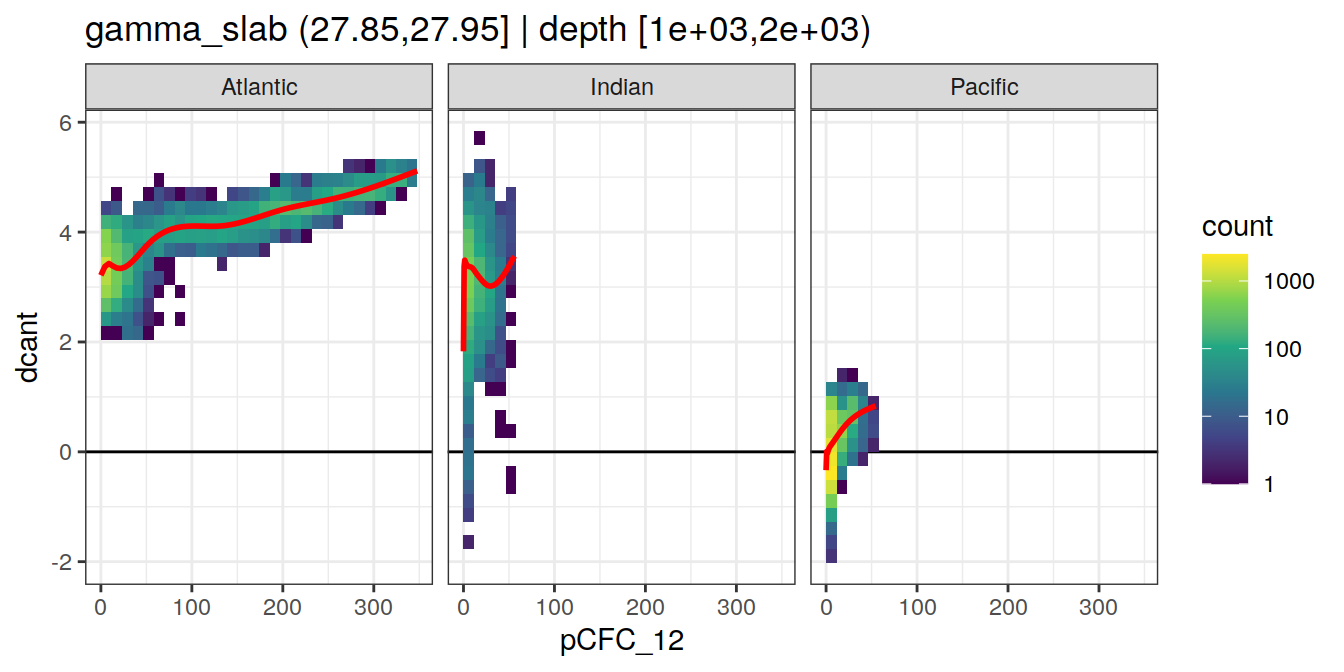 gamma_slab (27.85,27.95] | depth [1e+03,2e+03)
Atlantic Indian Pacific
6
4
2
0
-2
dcant
0 100 200 300 0 100 200 300 0 100 200 300
pCFC_12
count
1000
100
10
1